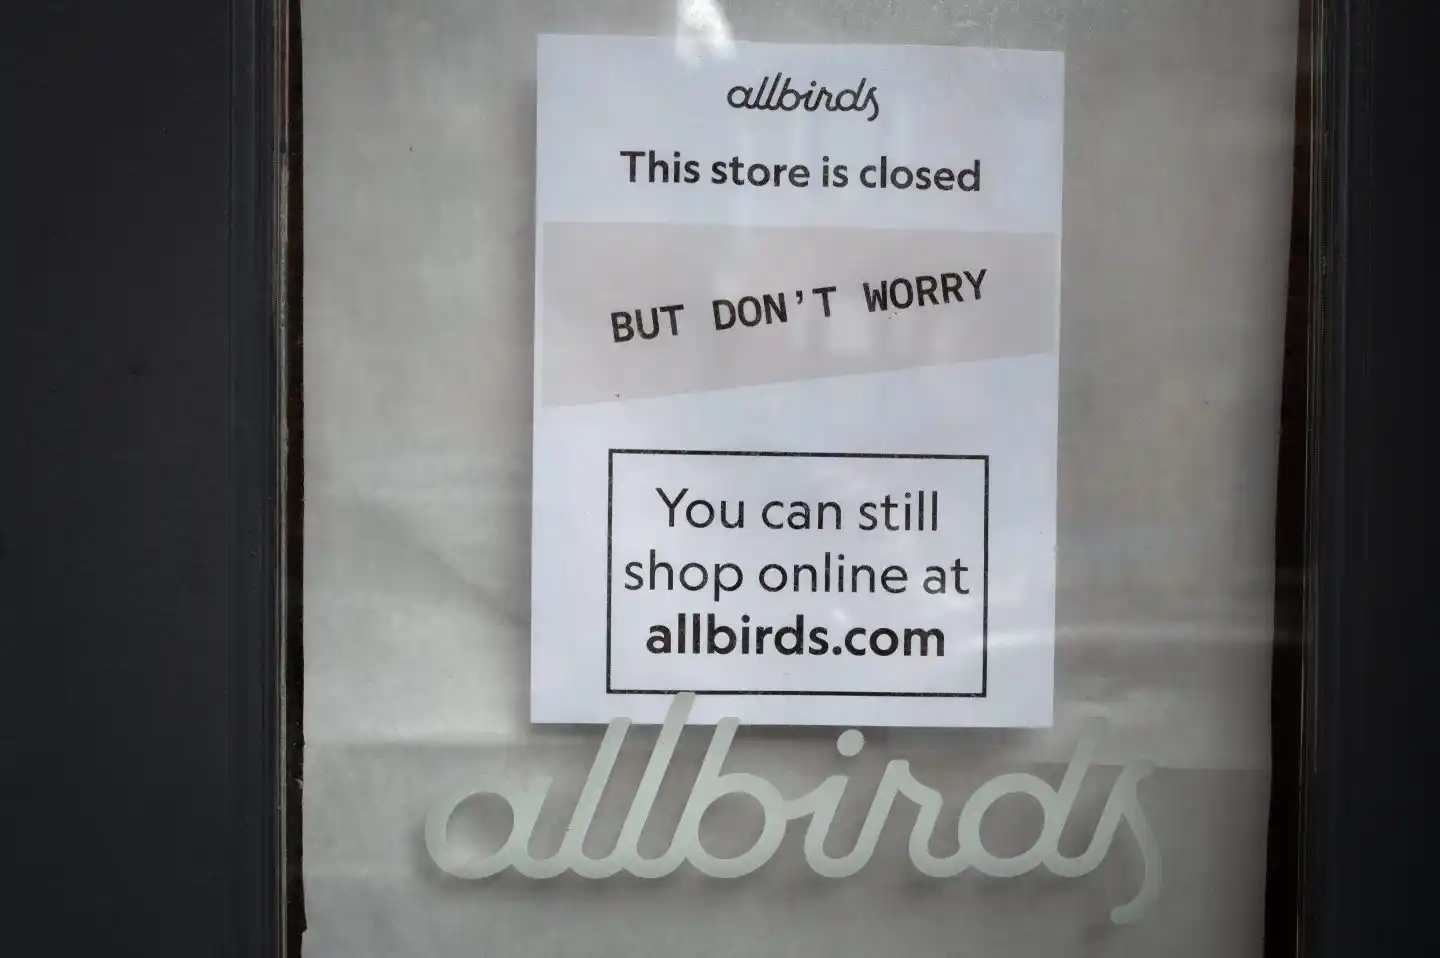 allbirds
This store is closed
BUT DON'T WORRY
You can still
shop online at
allbirds.com
allbirds